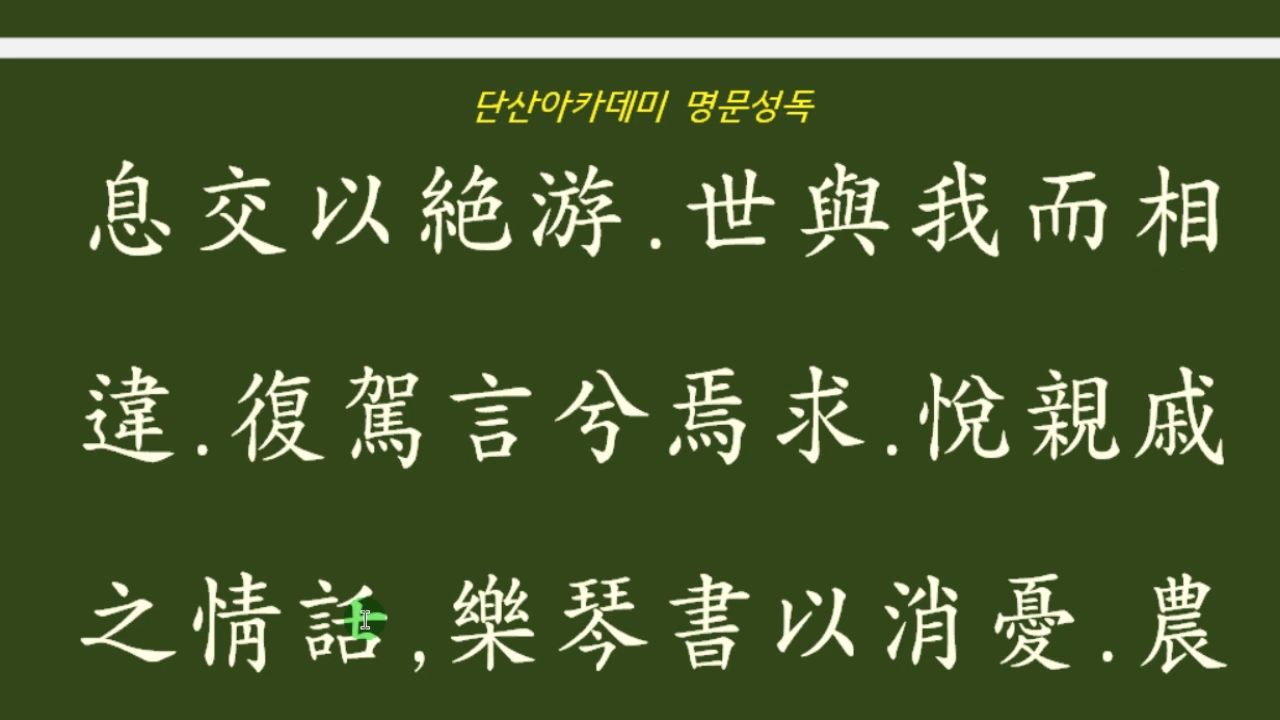 단산아카데미 명문성독
息交以絶游.世與我而相
違.復駕言兮焉求.悅親戚
之情話,樂琴書以消憂.農